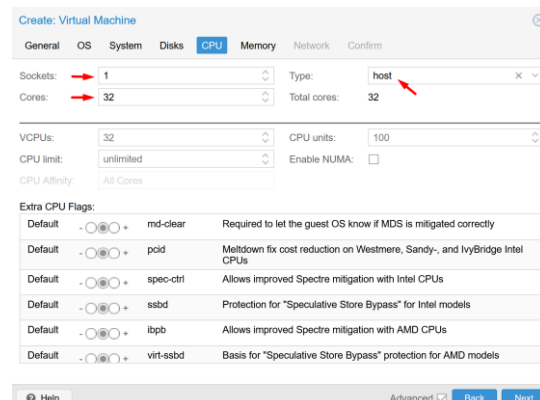 Create: Virtual Machine
General OS System Disks CPU Memory Network Confirm
Sockets: 1 Type: host
Cores: 32 Total cores: 32
VCPUs: 32 CPU units: 100
CPU limit: unlimited Enable NUMA:
CPU Affinity: All Cores
Extra CPU Flags:
Default - + md-clear Required to let the guest OS know if MDS is mitigated correctly
Default - + pcid Meltdown fix cost reduction on Westmere, Sandy-, and IvyBridge Intel
CPUs
Default - + spec-ctrl Allows improved Spectre mitigation with Intel CPUs
Default - + ssbd Protection for "Speculative Store Bypass" for Intel models
Default - + ibpb Allows improved Spectre mitigation with AMD CPUs
Default - + virt-ssbd Basis for "Speculative Store Bypass" protection for AMD models
Help Advanced Back Next